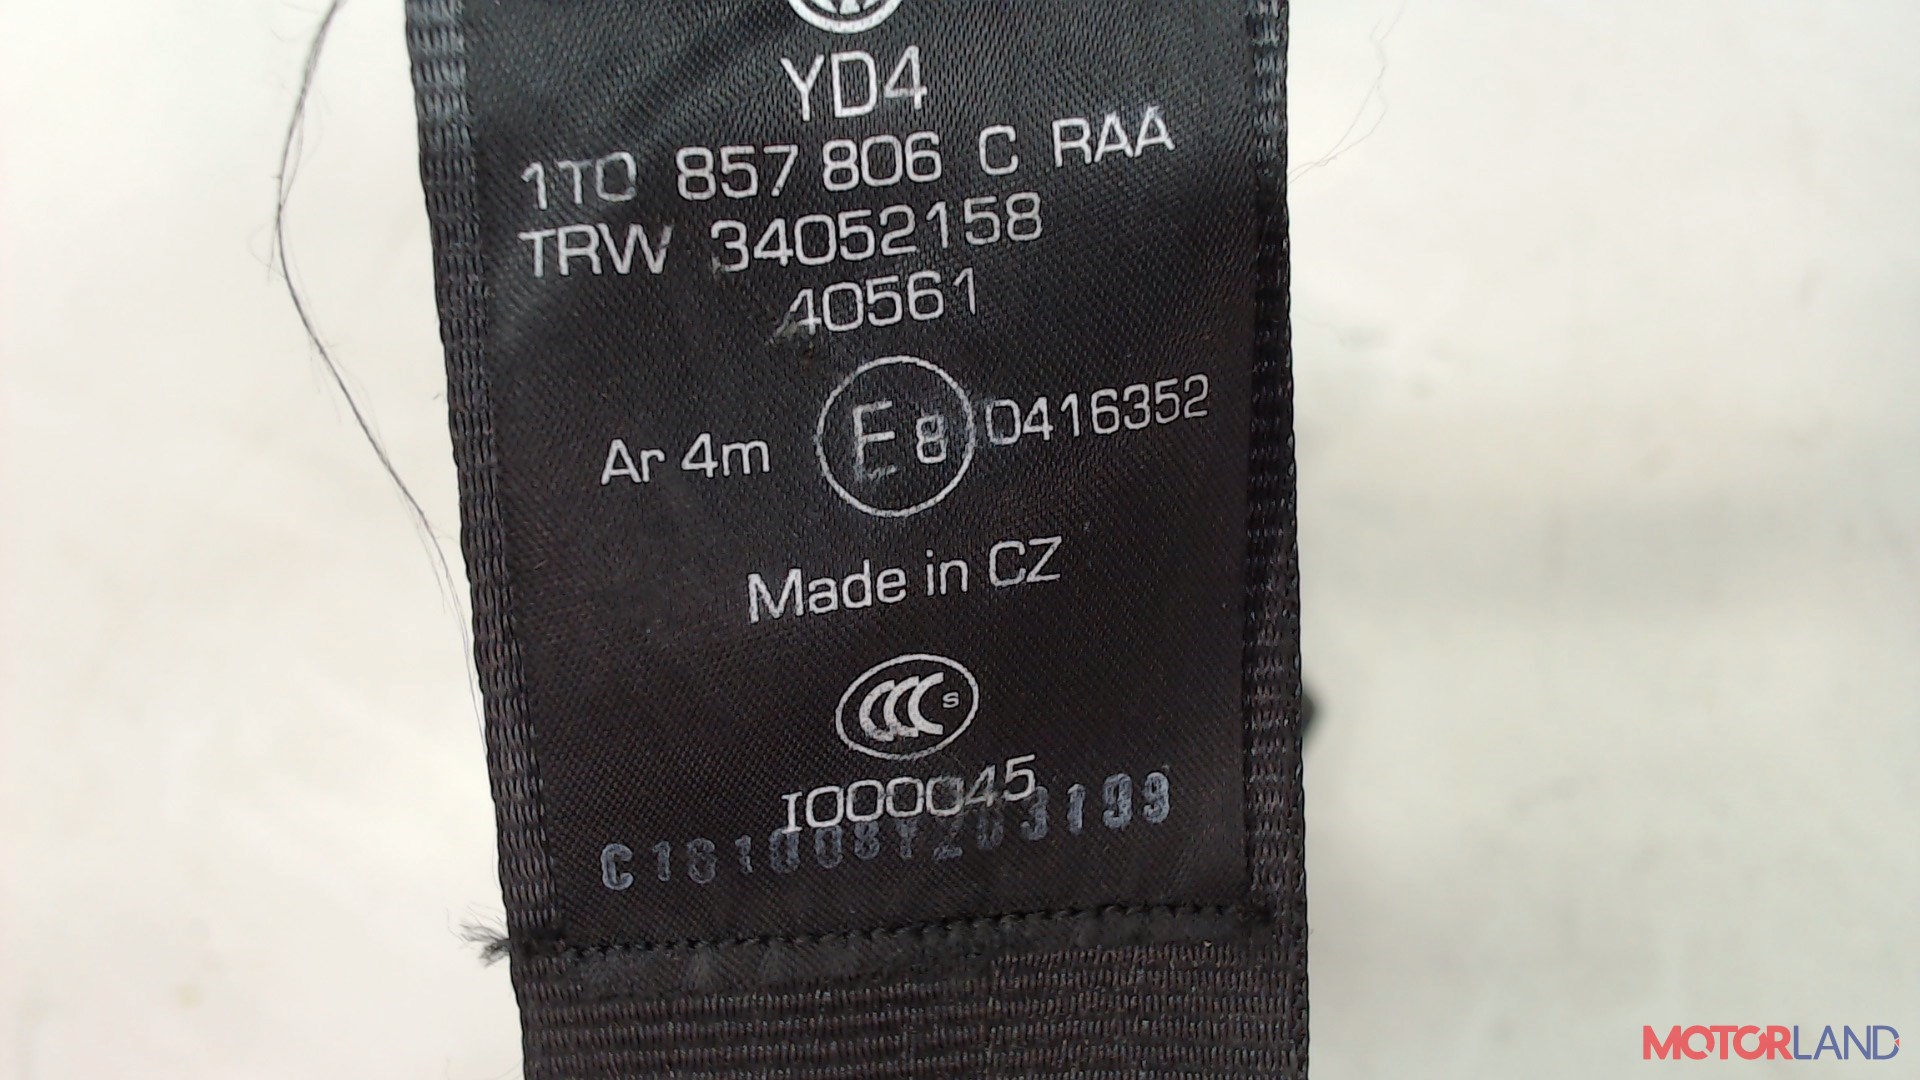 YD4
1T0 857 806 C RAA
TRW 34052158
40561
Ar 4m E8 0416352
Made in CZ
CCC S
I000045
MOTORLAND